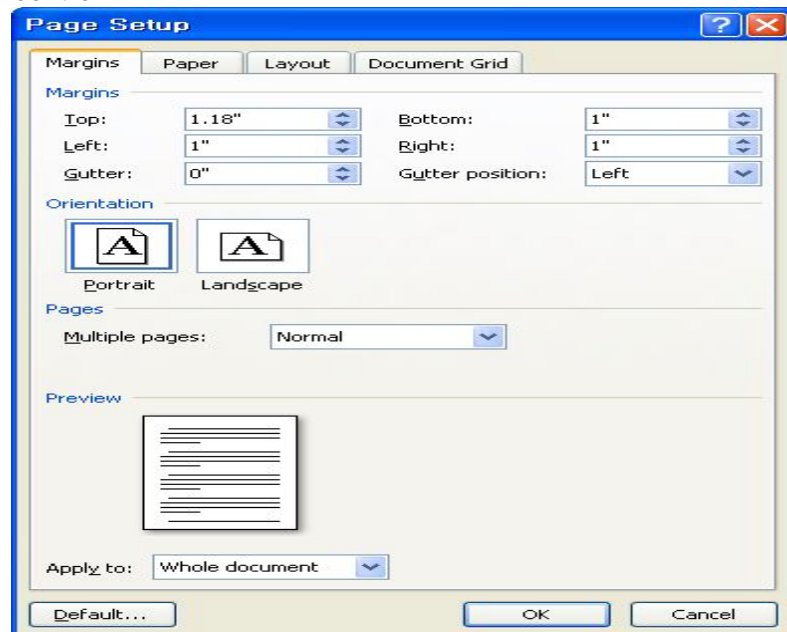 Page Setup
Margins Paper Layout Document Grid
Margins
Top: 1.18" Bottom: 1"
Left: 1" Right: 1"
Gutter: 0" Gutter position: Left
Orientation
A A
Portrait Landscape
Pages
Multiple pages: Normal
Preview
Apply to: Whole document
Default... OK Cancel